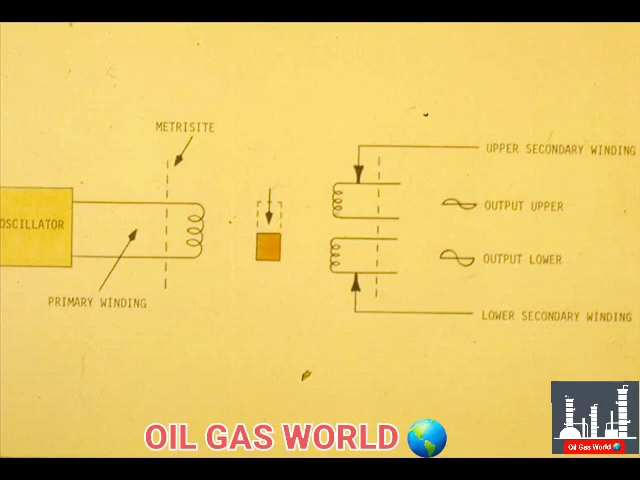 METRISITE
UPPER SECONDARY WINDING
OUTPUT UPPER
OSCILLATOR
OUTPUT LOWER
PRIMARY WINDING
LOWER SECONDARY WINDING
OIL GAS WORLD
Oil Gas World